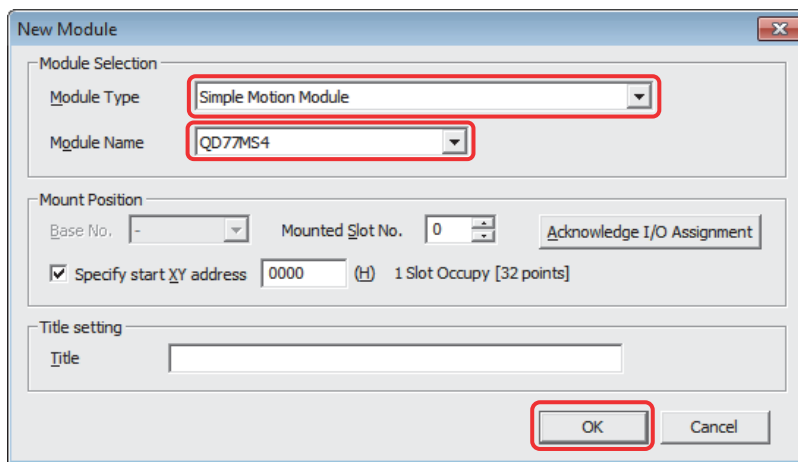 New Module
Module Selection
Module Type Simple Motion Module
Module Name QD77MS4
Mount Position
Base No. - Mounted Slot No. 0 Acknowledge I/O Assignment
Specify start XY address 0000 (H) 1 Slot Occupy [32 points]
Title setting
Title
OK Cancel